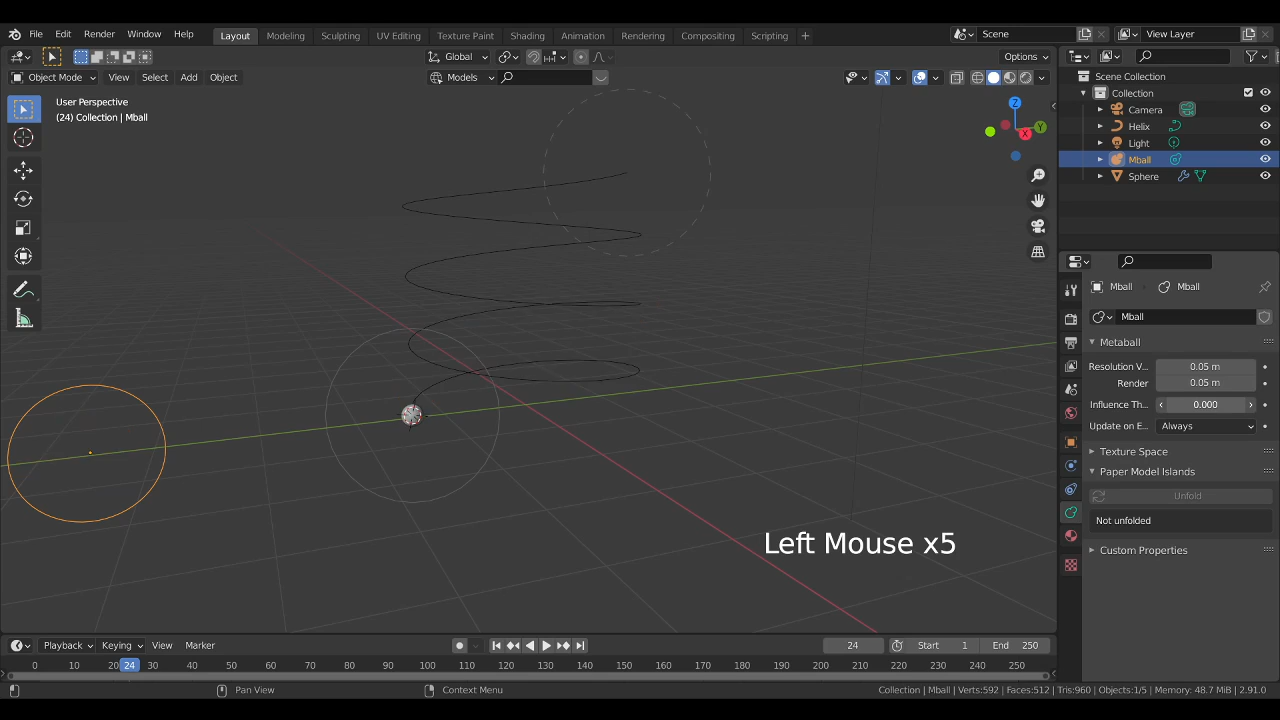 File Edit Render Window Help Layout Modeling Sculpting UV Editing Texture Paint Shading Animation Rendering Compositing Scripting + Scene View Layer
Global Options
Object Mode View Select Add Object Models
User Perspective
(24) Collection | Mball
Z
Y
X
Scene Collection
Collection
Camera
Helix
Light
Mball
Sphere
Mball Mball
Mball
Metaball
Resolution V... 0.05 m
Render 0.05 m
Influence Th... 0.000
Update on E... Always
Texture Space
Paper Model Islands
Unfold
Not unfolded
Custom Properties
Left Mouse x5
Playback Keying View Marker 24 Start 1 End 250
0 10 20 24 30 40 50 60 70 80 90 100 110 120 130 140 150 160 170 180 190 200 210 220 230 240 250
Pan View Context Menu Collection | Mball | Verts:592 | Faces:512 | Tris:960 | Objects:1/5 | Memory: 48.7 MiB | 2.91.0